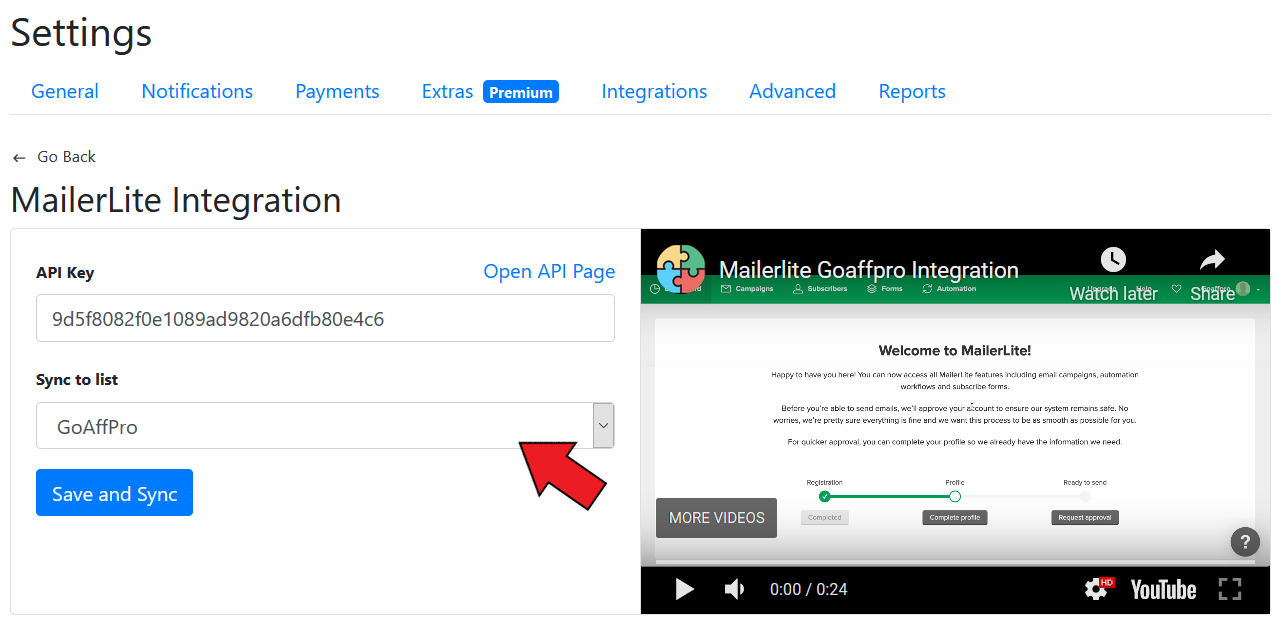 Settings
General Notifications Payments Extras Premium Integrations Advanced Reports
← Go Back
MailerLite Integration
API Key Open API Page
9d5f8082f0e1089ad9820a6dfb80e4c6
Sync to list
GoAffPro
Save and Sync
Mailerlite Goaffpro Integration
Watch later Share
Campaigns Subscribers Forms Automation Upgrade Help Goaffpro
Welcome to MailerLite!
Happy to have you here! You can now access all MailerLite features including email campaigns, automation
workflows and subscribe forms.
Before you're able to send emails, we'll approve your account to ensure our system remains safe. No
worries, we're pretty sure everything is fine and we want this process to be as smooth as possible for you.
For quicker approval, you can complete your profile so we already have the information we need.
Registration Profile Ready to send
Completed Complete profile Request approval
MORE VIDEOS
?
0:00 / 0:24 HD YouTube